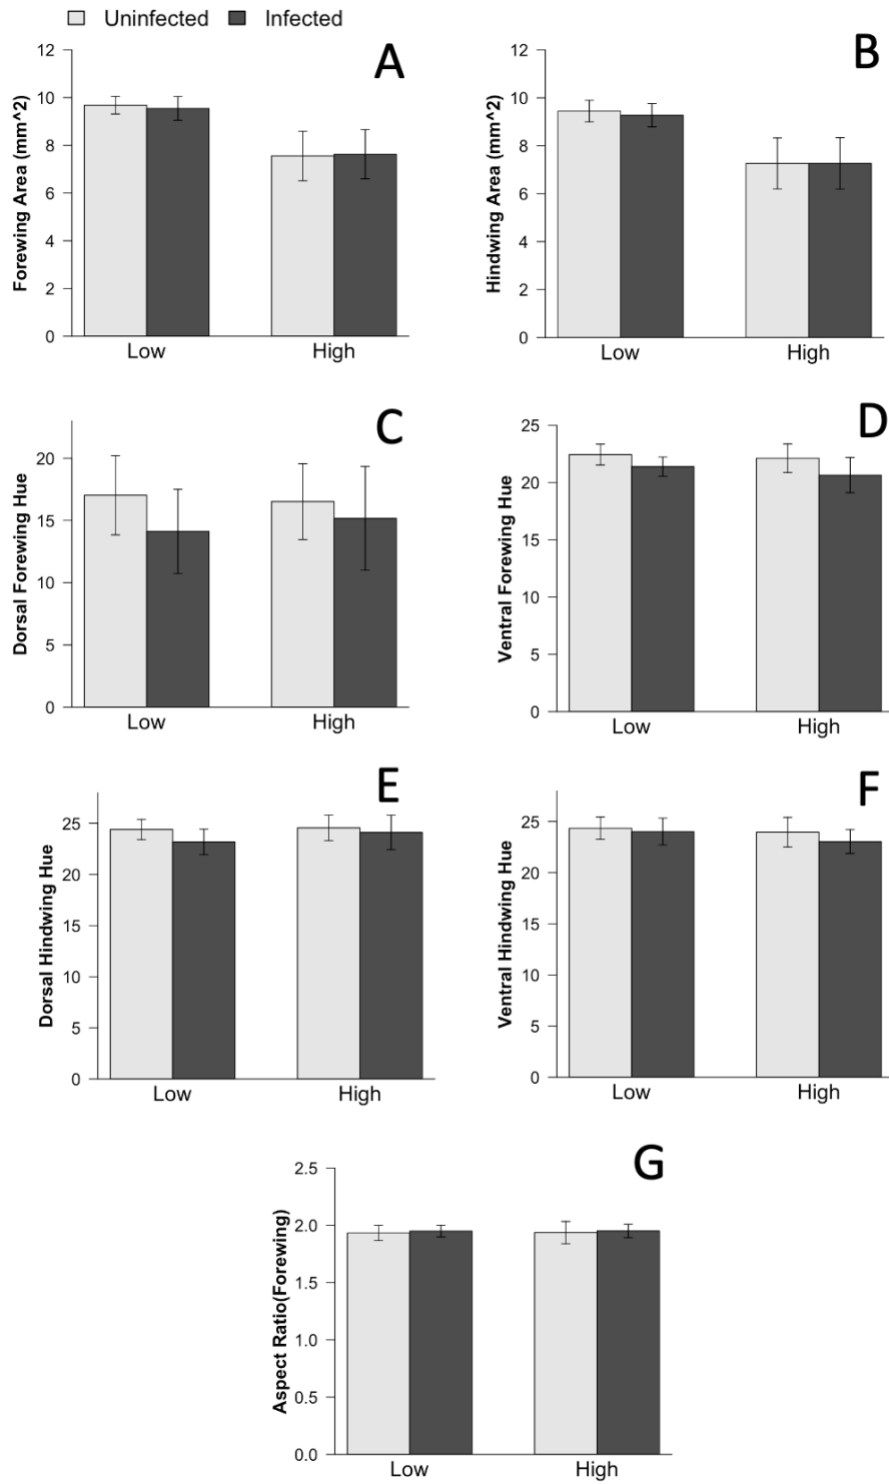 Uninfected Infected
A
Forewing Area (mm^2)
12
10
8
6
4
2
0
Low High
B
Hindwing Area (mm^2)
12
10
8
6
4
2
0
Low High
C
Dorsal Forewing Hue
20
15
10
5
0
Low High
D
Ventral Forewing Hue
25
20
15
10
5
0
Low High
E
Dorsal Hindwing Hue
25
20
15
10
5
0
Low High
F
Ventral Hindwing Hue
25
20
15
10
5
0
Low High
G
Aspect Ratio(Forewing)
2.5
2.0
1.5
1.0
0.5
0.0
Low High